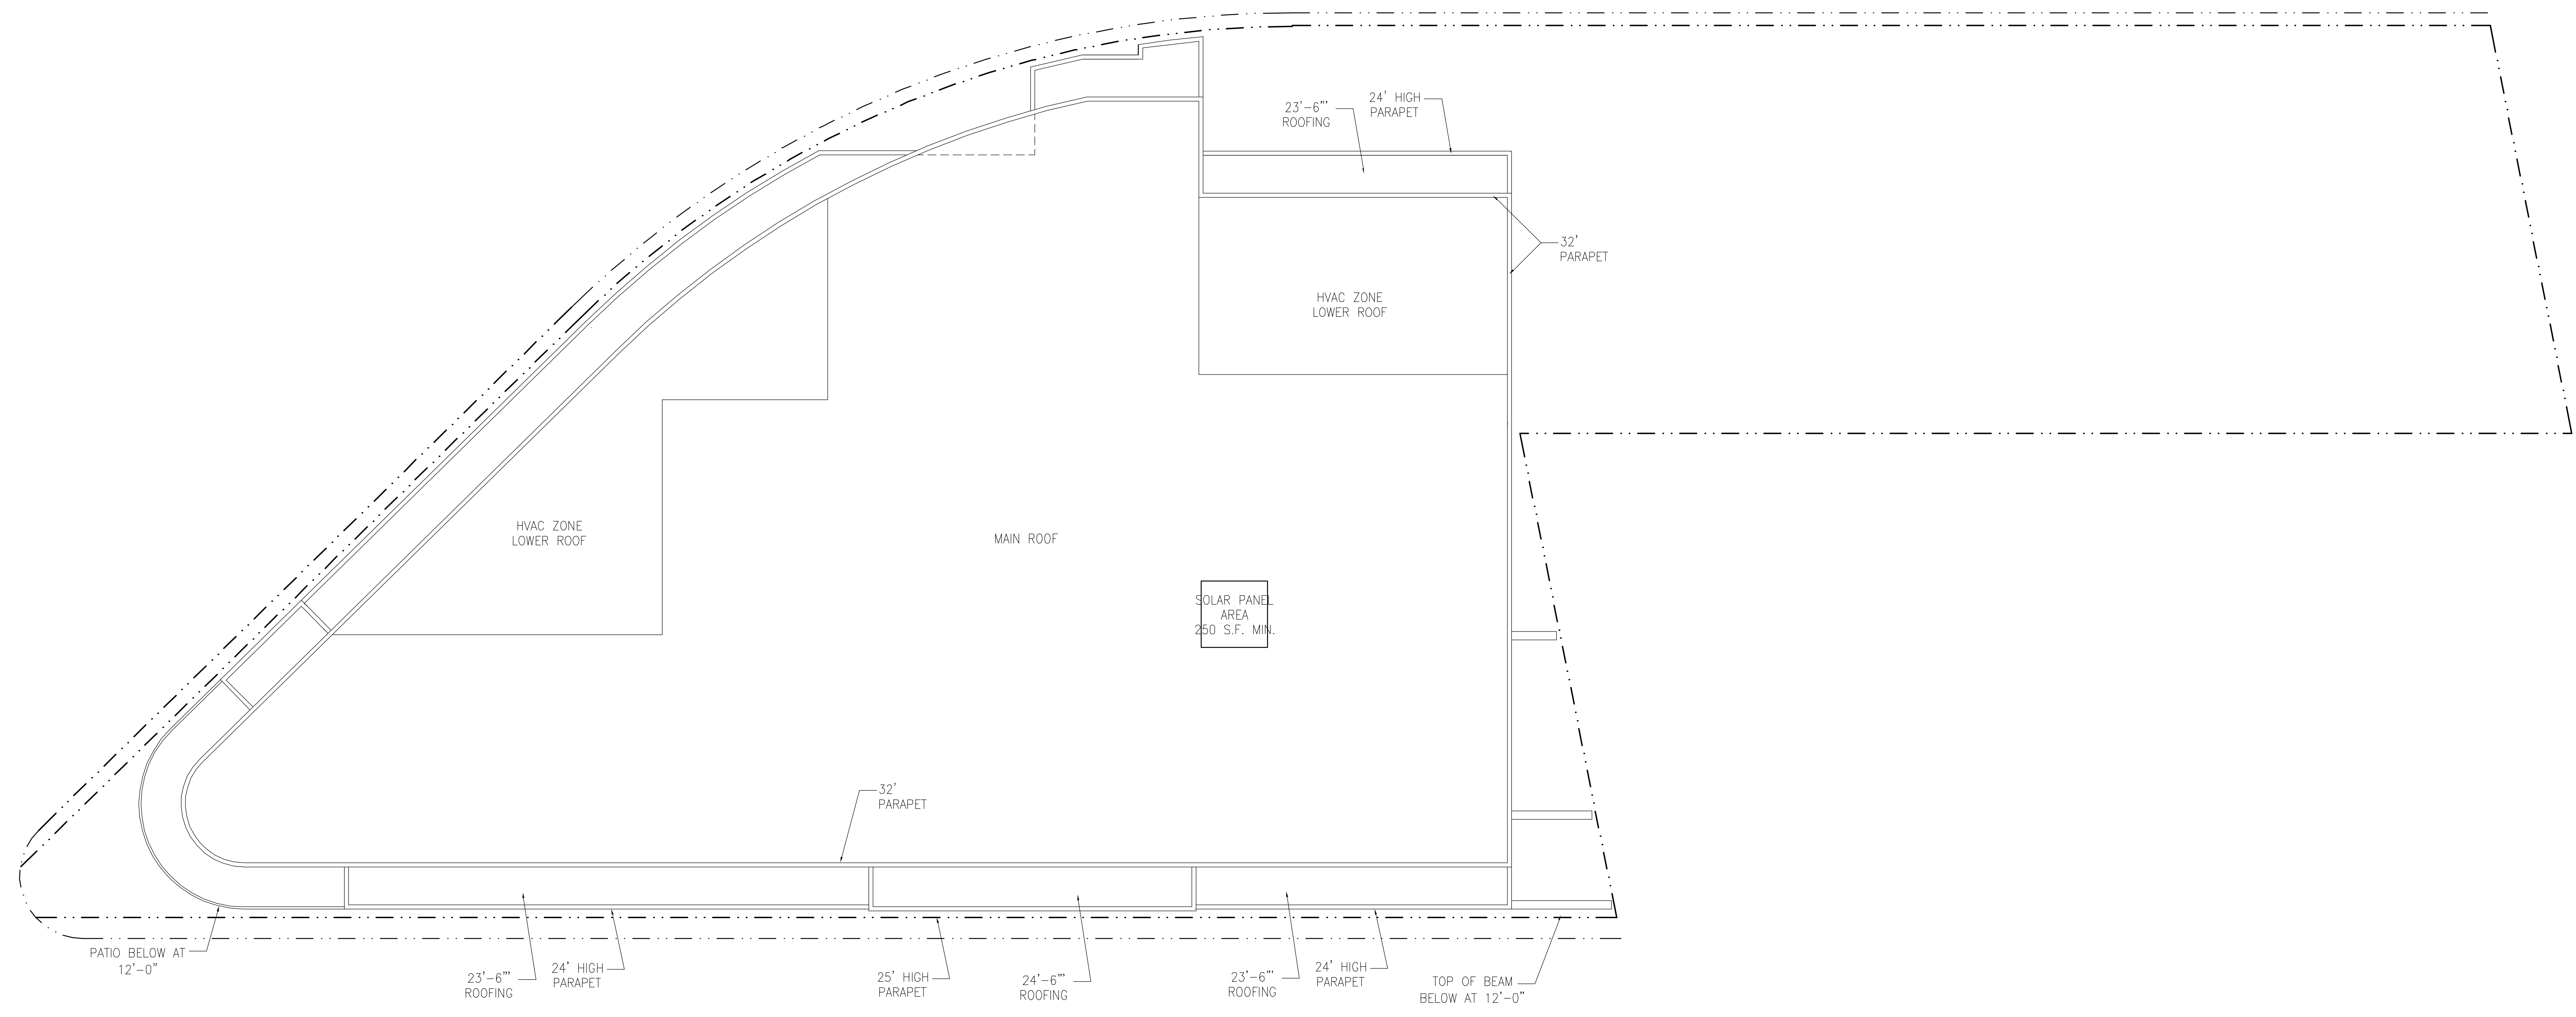 23'-6"'
ROOFING
24' HIGH
PARAPET
32'
PARAPET
HVAC ZONE
LOWER ROOF
HVAC ZONE
LOWER ROOF
MAIN ROOF
SOLAR PANEL
AREA
250 S.F. MIN.
32'
PARAPET
PATIO BELOW AT
12'-0"
23'-6"'
ROOFING
24' HIGH
PARAPET
25' HIGH
PARAPET
24'-6"'
ROOFING
23'-6"'
ROOFING
24' HIGH
PARAPET
TOP OF BEAM
BELOW AT 12'-0"